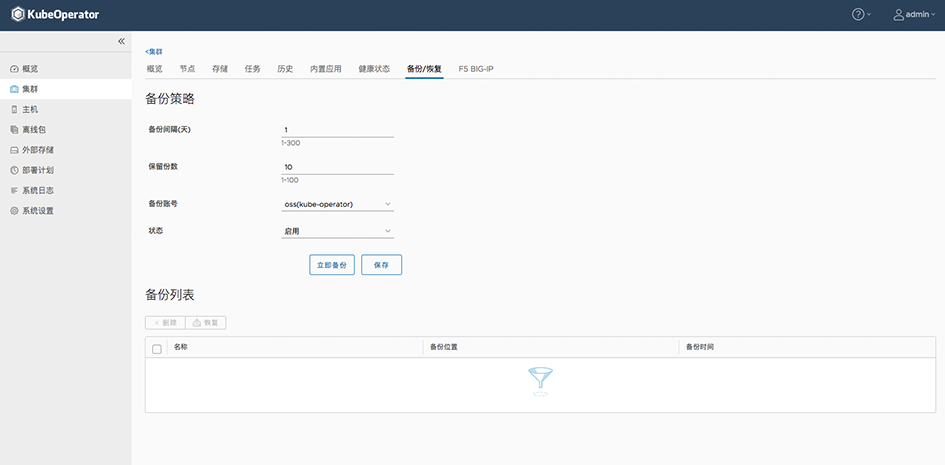 KubeOperator
admin
概览
集群
主机
离线包
外部存储
部署计划
系统日志
系统设置
<集群
概览 节点 存储 任务 历史 内置应用 健康状态 备份/恢复 F5 BIG-IP
备份策略
备份间隔(天) 1
1-300
保留份数 10
1-100
备份账号 oss(kube-operator)
状态 启用
立即备份 保存
备份列表
× 删除 恢复
名称 备份位置 备份时间